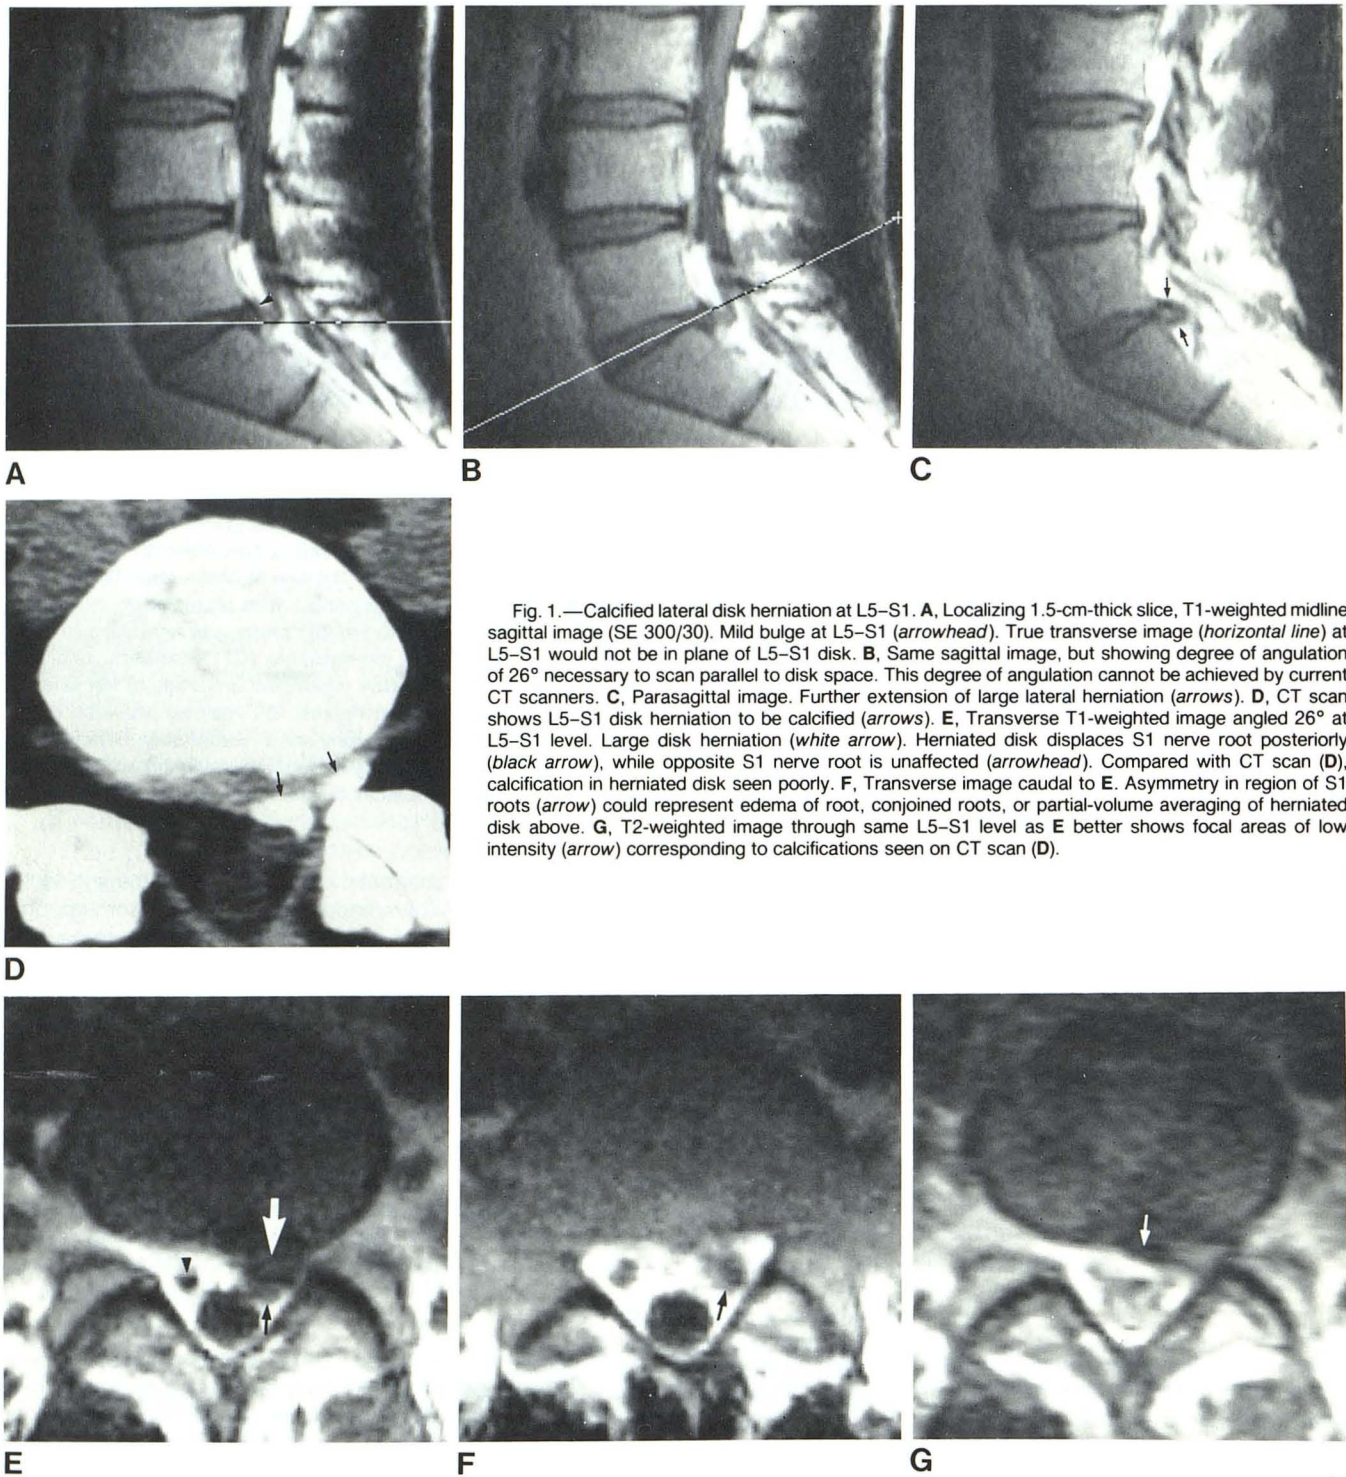 A
B
C
Fig. 1.—Calcified lateral disk herniation at L5–S1. A, Localizing 1.5-cm-thick slice, T1-weighted midline
sagittal image (SE 300/30). Mild bulge at L5–S1 (arrowhead). True transverse image (horizontal line) at
L5–S1 would not be in plane of L5–S1 disk. B, Same sagittal image, but showing degree of angulation
of 26° necessary to scan parallel to disk space. This degree of angulation cannot be achieved by current
CT scanners. C, Parasagittal image. Further extension of large lateral herniation (arrows). D, CT scan
shows L5–S1 disk herniation to be calcified (arrows). E, Transverse T1-weighted image angled 26° at
L5–S1 level. Large disk herniation (white arrow). Herniated disk displaces S1 nerve root posteriorly
(black arrow), while opposite S1 nerve root is unaffected (arrowhead). Compared with CT scan (D),
calcification in herniated disk seen poorly. F, Transverse image caudal to E. Asymmetry in region of S1
roots (arrow) could represent edema of root, conjoined roots, or partial-volume averaging of herniated
disk above. G, T2-weighted image through same L5–S1 level as E better shows focal areas of low
intensity (arrow) corresponding to calcifications seen on CT scan (D).
D
E
F
G